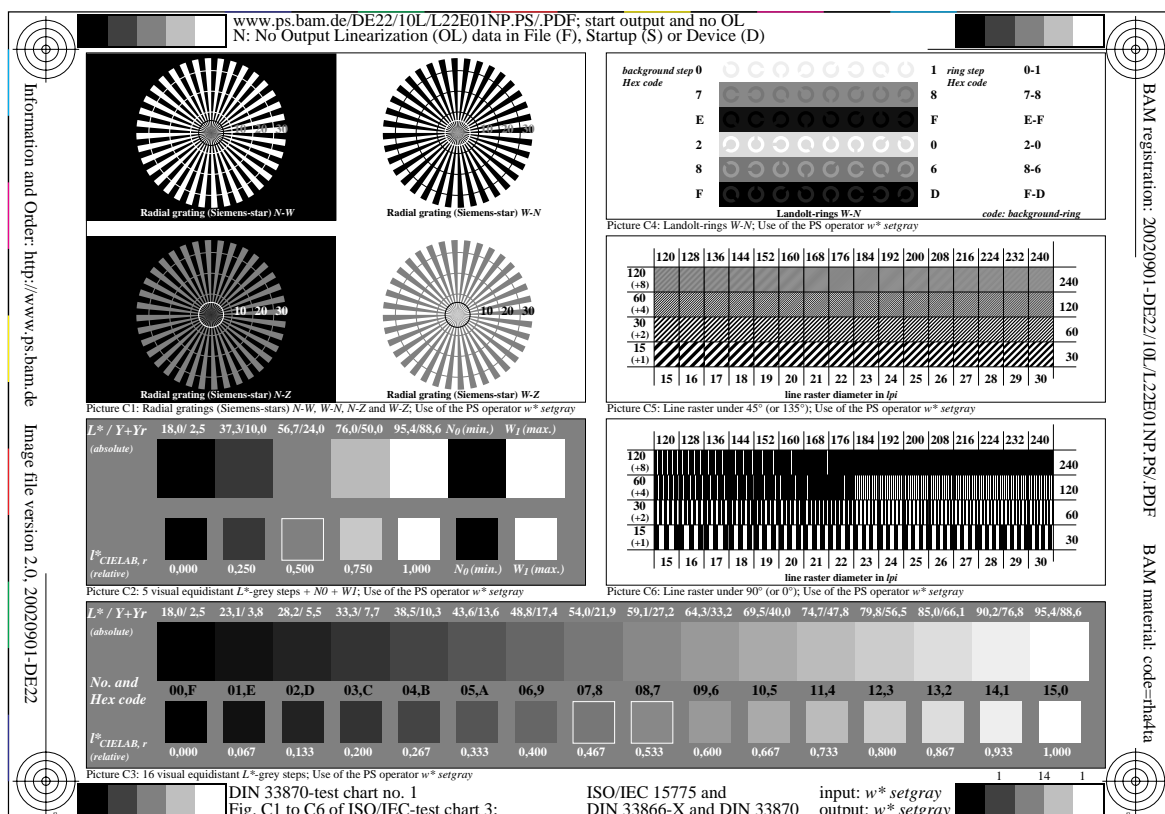 www.ps.bam.de/DE22/10L/L22E01NP.PS/.PDF; start output and no OL
N: No Output Linearization (OL) data in File (F), Startup (S) or Device (D)
Information and Order: http://www.ps.bam.de Image file version 2.0, 20020901-DE22
BAM registration: 20020901-DE22/10L/L22E01NP.PS/.PDF BAM material: code=rha4ta
10 20 30
10 20 30
Radial grating (Siemens-star) N-W
Radial grating (Siemens-star) W-N
10 20 30
10 20 30
Radial grating (Siemens-star) N-Z
Radial grating (Siemens-star) W-Z
Picture C1: Radial gratings (Siemens-stars) N-W, W-N, N-Z and W-Z; Use of the PS operator w* setgray
background step 0 1 ring step 0-1
Hex code Hex code
7 8 7-8
E F E-F
2 0 2-0
8 6 8-6
F D F-D
Landolt-rings W-N code: background-ring
Picture C4: Landolt-rings W-N; Use of the PS operator w* setgray
120 128 136 144 152 160 168 176 184 192 200 208 216 224 232 240
120 (+8) 240
60 (+4) 120
30 (+2) 60
15 (+1) 30
15 16 17 18 19 20 21 22 23 24 25 26 27 28 29 30
line raster diameter in lpi
Picture C5: Line raster under 45° (or 135°); Use of the PS operator w* setgray
L* / Y+Yr 18,0/ 2,5 37,3/10,0 56,7/24,0 76,0/50,0 95,4/88,6 N0 (min.) W1 (max.)
(absolute)
l*CIELAB, r
(relative) 0,000 0,250 0,500 0,750 1,000 N0 (min.) W1 (max.)
Picture C2: 5 visual equidistant L*-grey steps + N0 + W1; Use of the PS operator w* setgray
120 128 136 144 152 160 168 176 184 192 200 208 216 224 232 240
120 (+8) 240
60 (+4) 120
30 (+2) 60
15 (+1) 30
15 16 17 18 19 20 21 22 23 24 25 26 27 28 29 30
line raster diameter in lpi
Picture C6: Line raster under 90° (or 0°); Use of the PS operator w* setgray
L* / Y+Yr 18,0/ 2,5 23,1/ 3,8 28,2/ 5,5 33,3/ 7,7 38,5/10,3 43,6/13,6 48,8/17,4 54,0/21,9 59,1/27,2 64,3/33,2 69,5/40,0 74,7/47,8 79,8/56,5 85,0/66,1 90,2/76,8 95,4/88,6
(absolute)
No. and
Hex code 00,F 01,E 02,D 03,C 04,B 05,A 06,9 07,8 08,7 09,6 10,5 11,4 12,3 13,2 14,1 15,0
l*CIELAB, r
(relative) 0,000 0,067 0,133 0,200 0,267 0,333 0,400 0,467 0,533 0,600 0,667 0,733 0,800 0,867 0,933 1,000
Picture C3: 16 visual equidistant L*-grey steps; Use of the PS operator w* setgray
1 14 1
DIN 33870-test chart no. 1 ISO/IEC 15775 and input: w* setgray
Fig. C1 to C6 of ISO/IEC-test chart 3: DIN 33866-X and DIN 33870 output: w* setgray